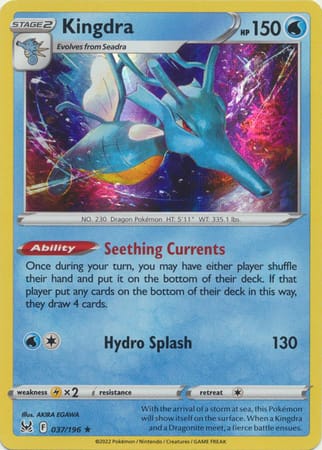 STAGE2 Kingdra HP 150
Evolves from Seadra
NO. 230 Dragon Pokémon HT: 5'11" WT: 335.1 lbs
Ability Seething Currents
Once during your turn, you may have either player shuffle
their hand and put it on the bottom of their deck. If that
player put any cards on the bottom of their deck in this way,
they draw 4 cards.
Hydro Splash 130
weakness ×2 resistance retreat
Illus. AKIRA EGAWA
F 037/196 ★
With the arrival of a storm at sea, this Pokémon
will show itself on the surface. When a Kingdra
and a Dragonite meet, a fierce battle ensues.
©2022 Pokémon / Nintendo / Creatures / GAME FREAK